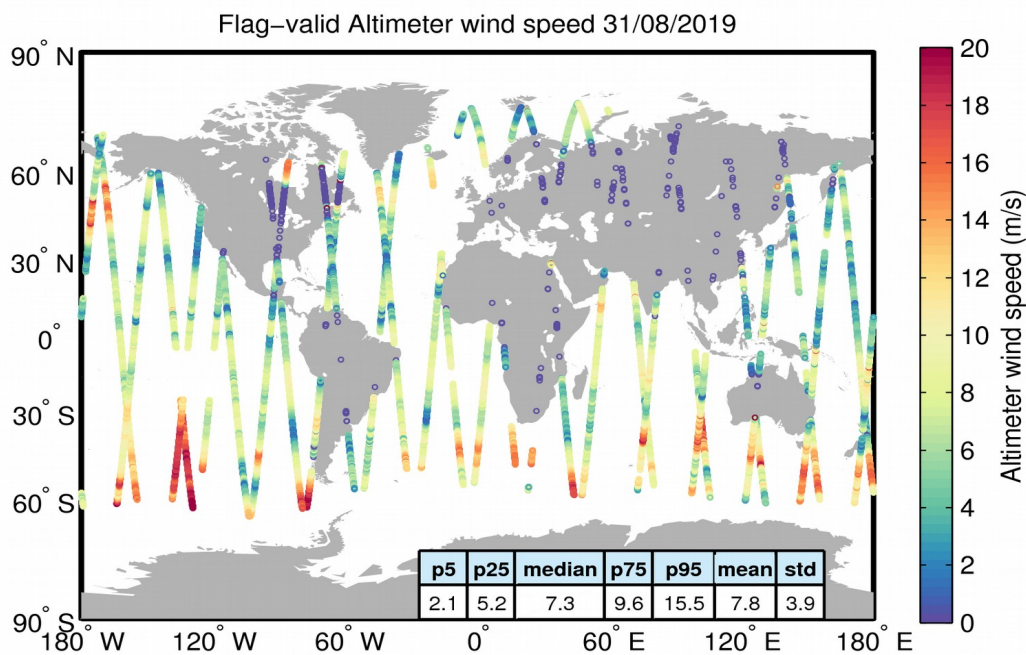 Flag-valid Altimeter wind speed 31/08/2019
90° N
60° N
30° N
0°
30° S
60° S
90° S
180° W 120° W 60° W 0° 60° E 120° E 180° E
p5 p25 median p75 p95 mean std
2.1 5.2 7.3 9.6 15.5 7.8 3.9
20
18
16
14
12
10
8
6
4
2
0
Altimeter wind speed (m/s)